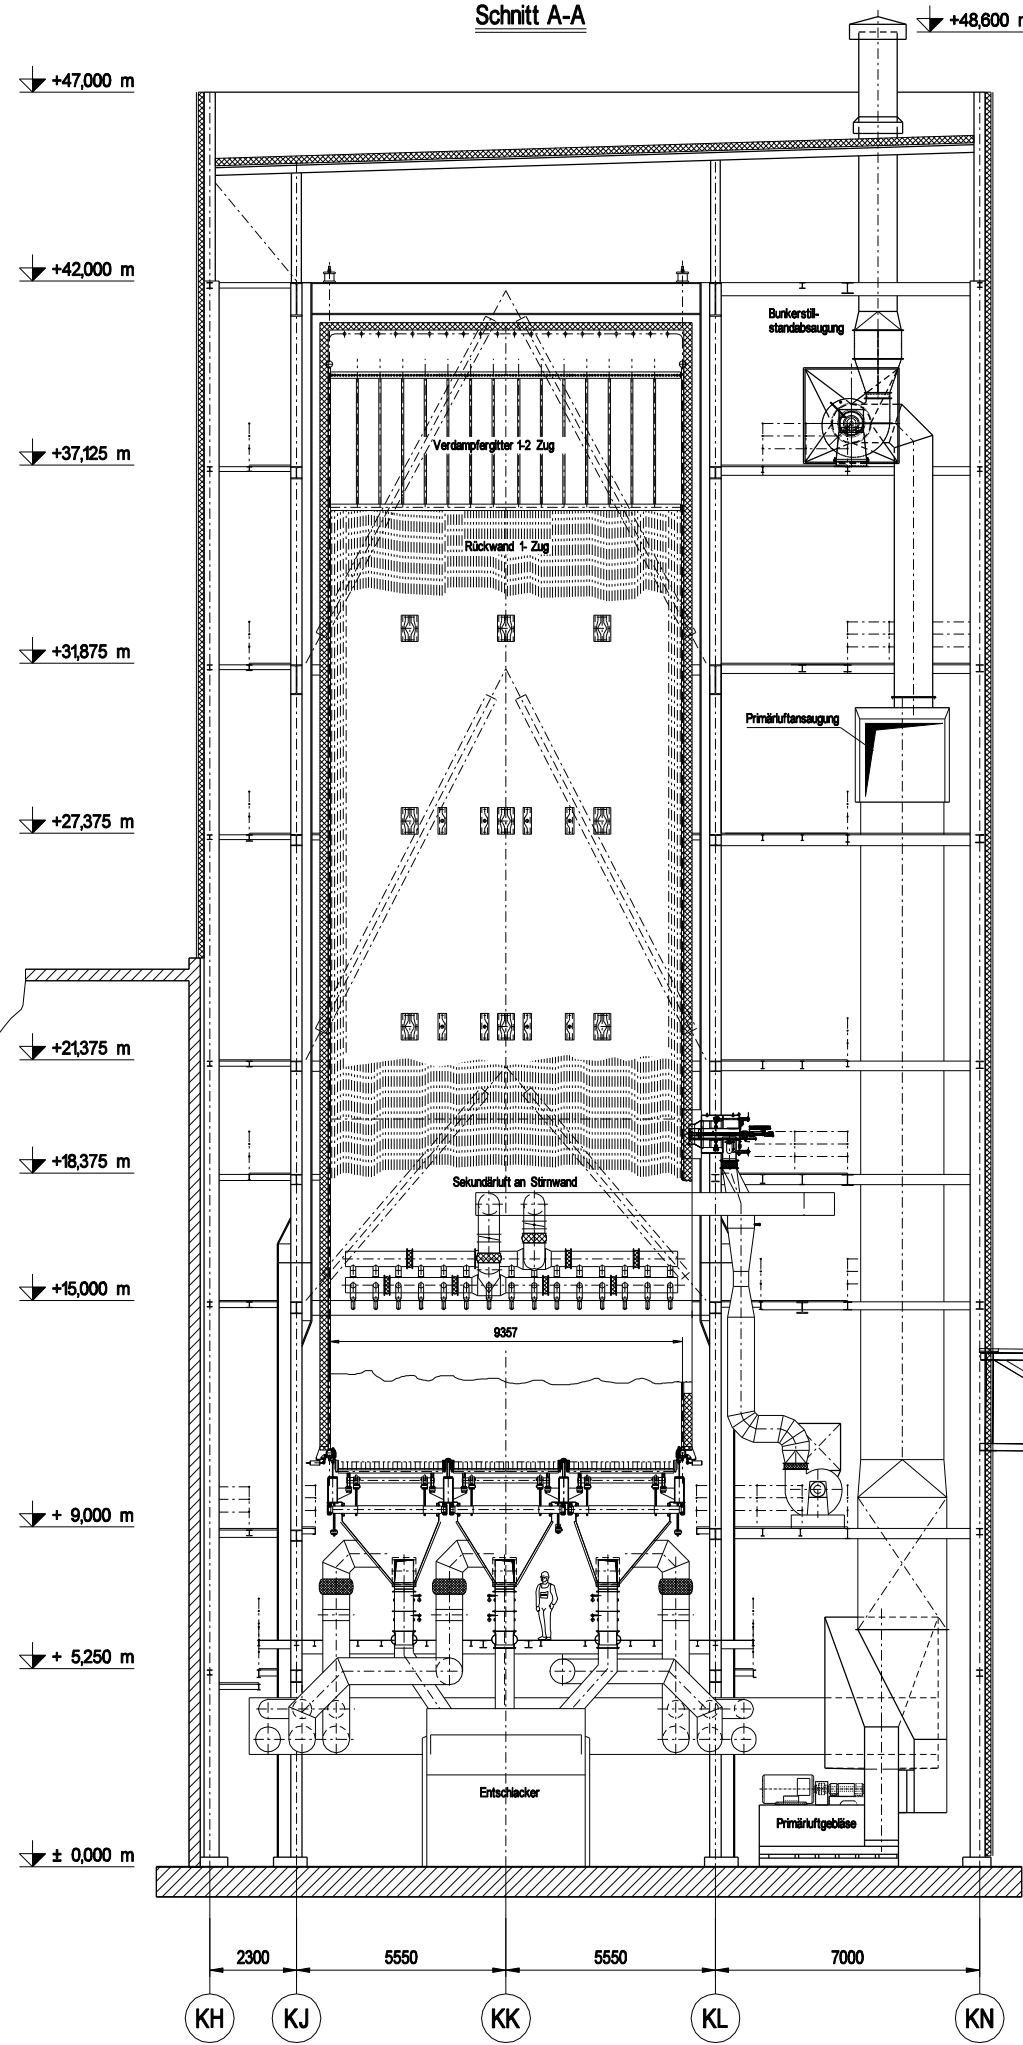 Schnitt A-A
+48,600
+47,000 m
+42,000 m
Bunkerstill-
standabsaugung
+37,125 m
Verdampfergitter 1-2 Zug
Rückwand 1- Zug
+31,875 m
Primärluftansaugung
+27,375 m
+21,375 m
+18,375 m
Sekundärluft an Stirnwand
+15,000 m
9357
+ 9,000 m
+ 5,250 m
Entschlacker
Primärluftgebläse
± 0,000 m
2300 5550 5550 7000
KH KJ KK KL KN